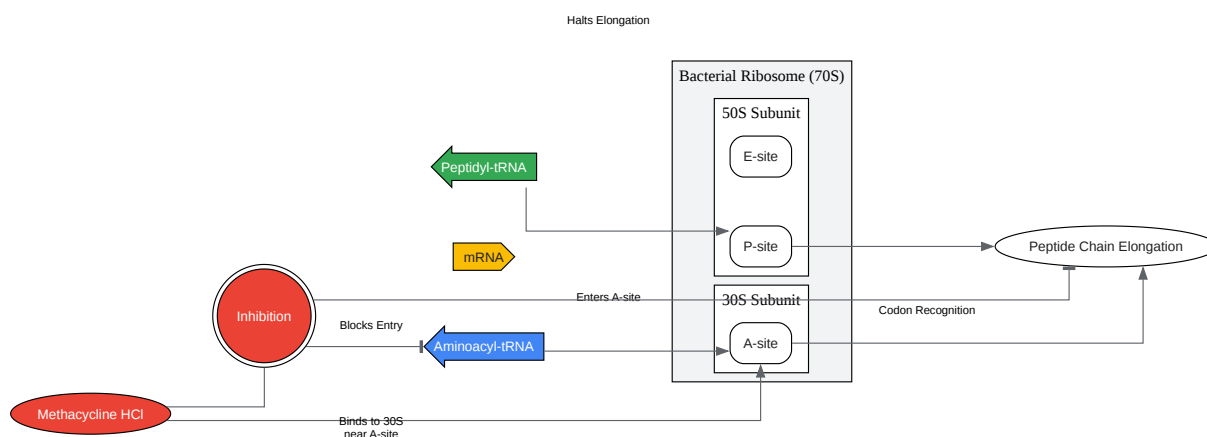 Halts Elongation
Bacterial Ribosome (70S)
50S Subunit
E-site
Peptidyl-tRNA
P-site
Peptide Chain Elongation
mRNA
Enters A-site
30S Subunit
Codon Recognition
Inhibition
Blocks Entry
Aminoacyl-tRNA
A-site
Methacycline HCl
Binds to 30S
near A-site